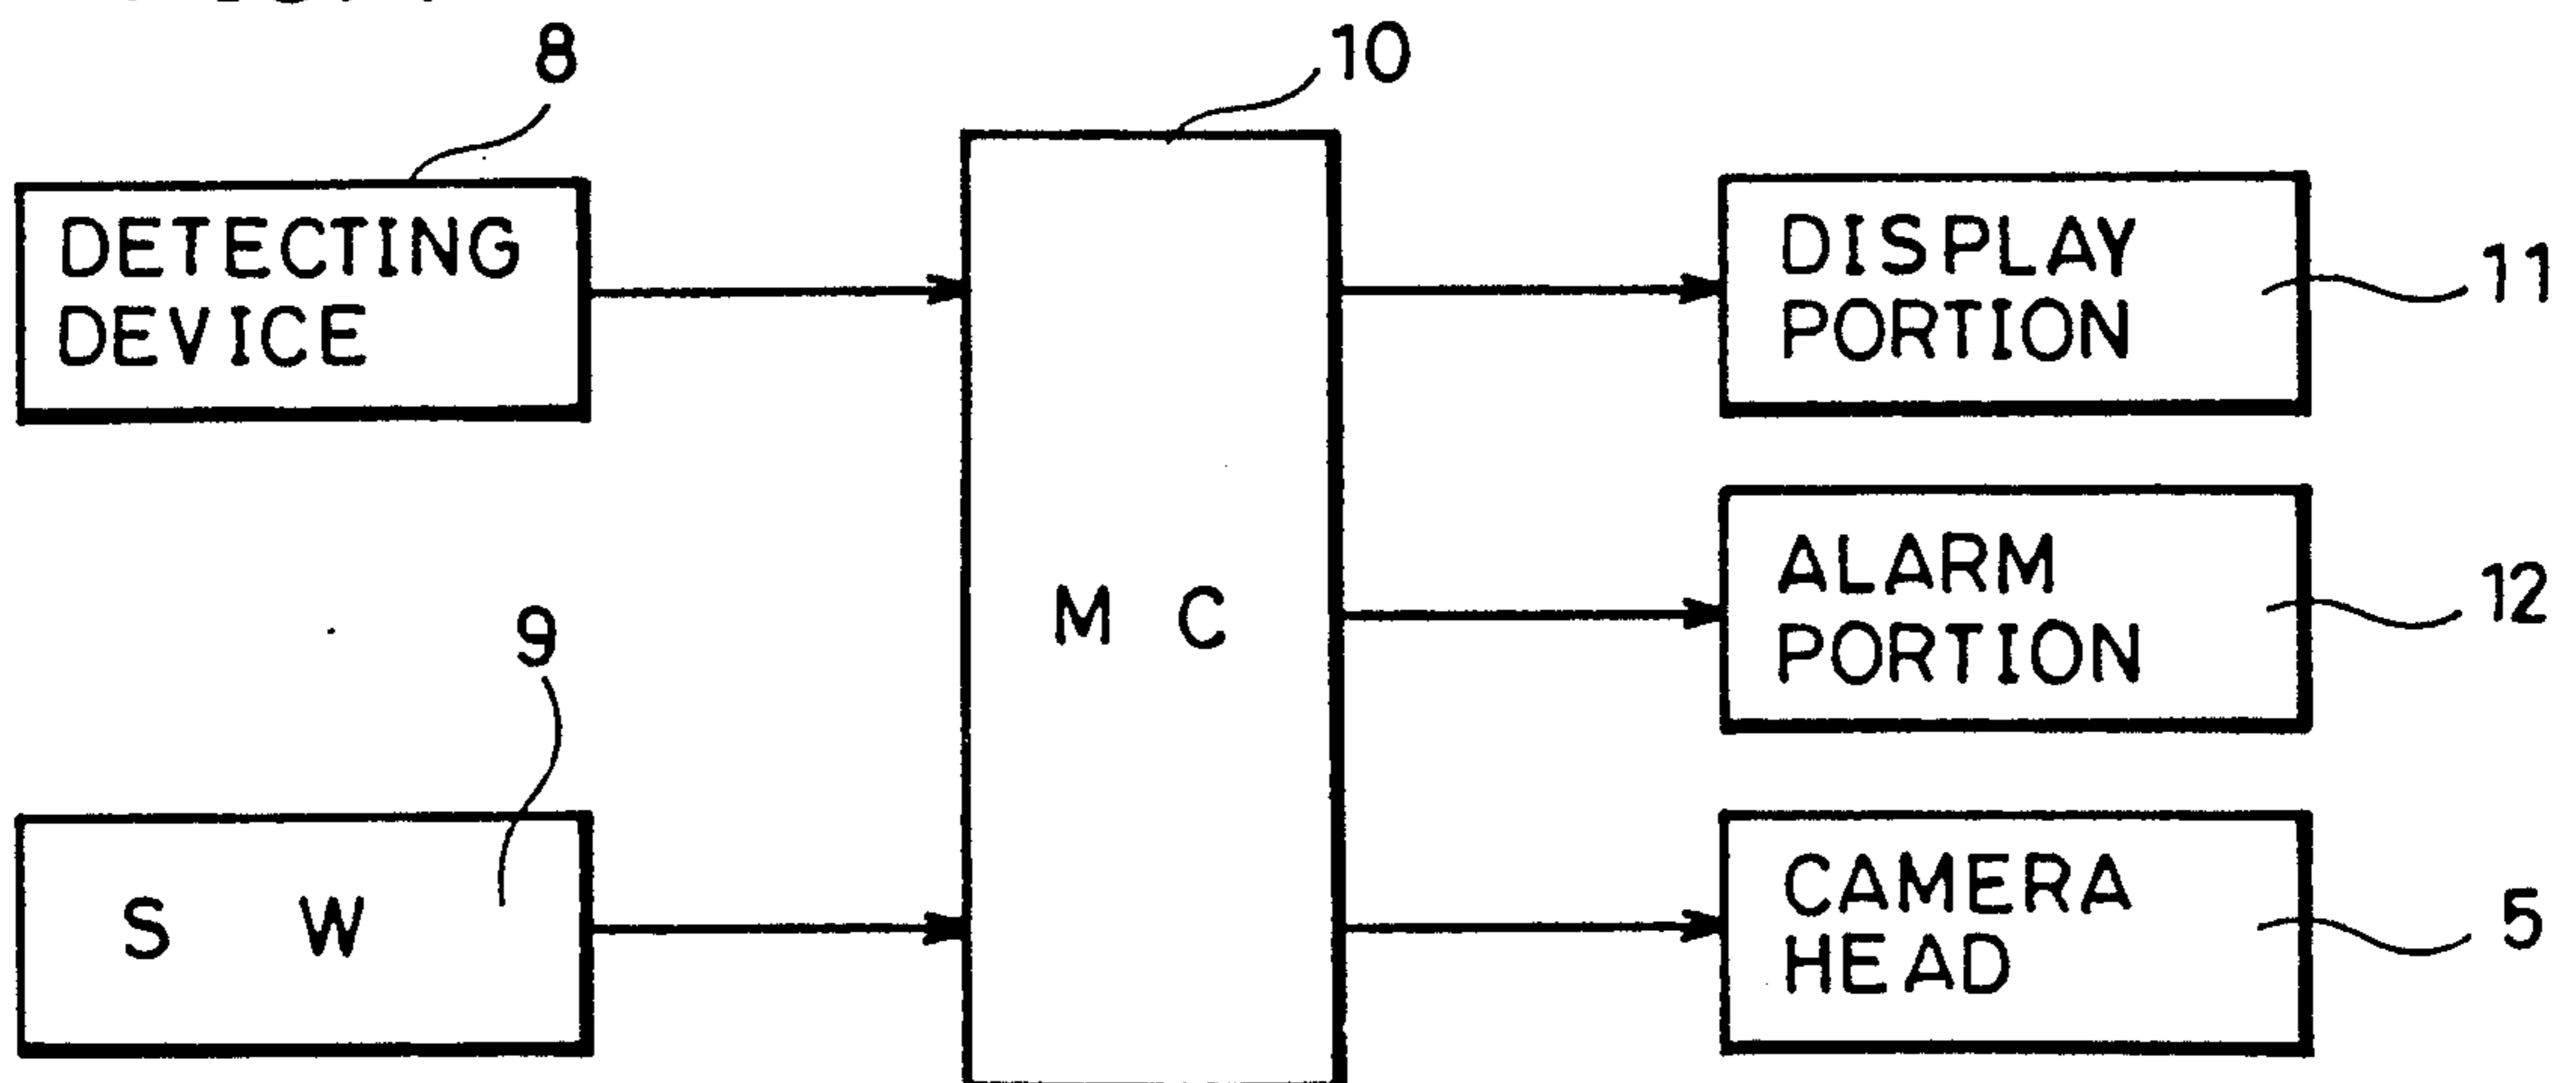 8
10
DETECTING
DEVICE
DISPLAY
PORTION
11
M C
ALARM
PORTION
12
9
S W
CAMERA
HEAD
5